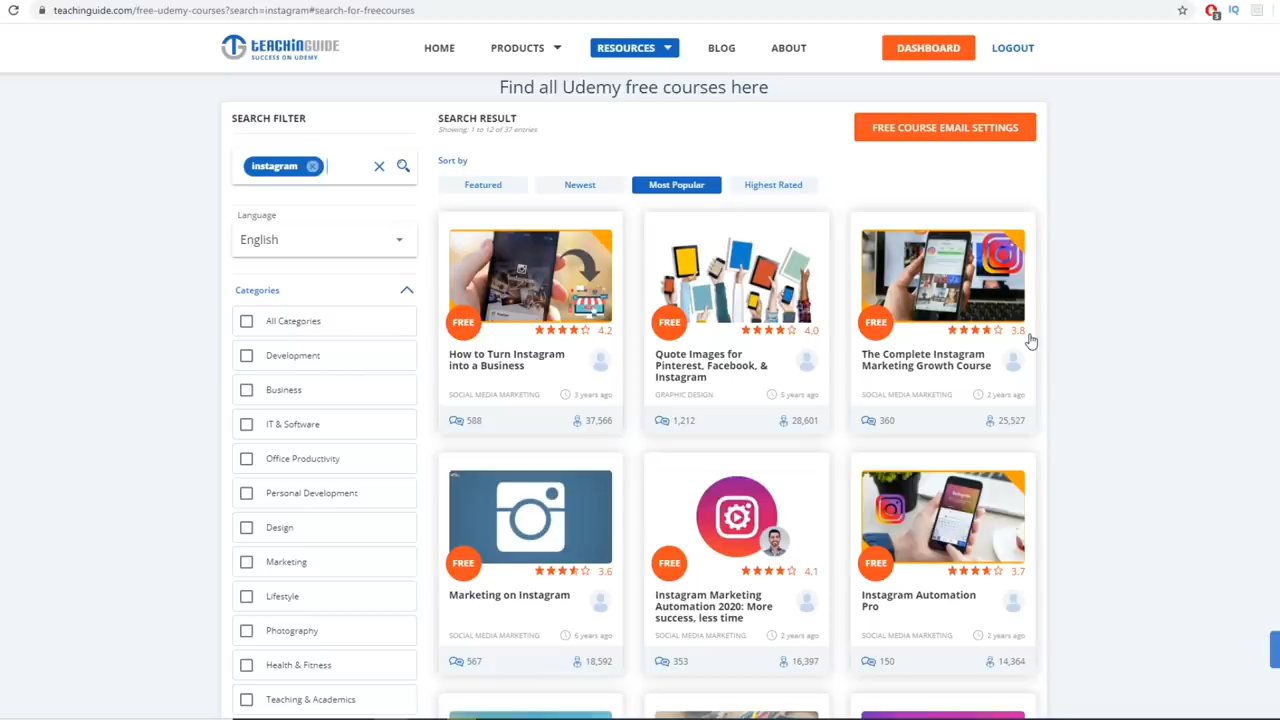 teachinguide.com/free-udemy-courses?search=instagram#search-for-freecourses
3
IQ
TEACHINGUIDE
SUCCESS ON UDEMY
HOME
PRODUCTS
RESOURCES
BLOG
ABOUT
DASHBOARD
LOGOUT
Find all Udemy free courses here
SEARCH FILTER
instagram
Language
English
Categories
All Categories
Development
Business
IT & Software
Office Productivity
Personal Development
Design
Marketing
Lifestyle
Photography
Health & Fitness
Teaching & Academics
SEARCH RESULT
Showing: 1 to 12 of 37 entries
FREE COURSE EMAIL SETTINGS
Sort by
Featured
Newest
Most Popular
Highest Rated
FREE
4.2
How to Turn Instagram
into a Business
SOCIAL MEDIA MARKETING
3 years ago
588
37,566
FREE
4.0
Quote Images for
Pinterest, Facebook, &
Instagram
GRAPHIC DESIGN
5 years ago
1,212
28,601
FREE
3.8
The Complete Instagram
Marketing Growth Course
SOCIAL MEDIA MARKETING
2 years ago
360
25,527
FREE
3.6
Marketing on Instagram
SOCIAL MEDIA MARKETING
6 years ago
567
18,592
FREE
4.1
Instagram Marketing
Automation 2020: More
success, less time
SOCIAL MEDIA MARKETING
2 years ago
353
16,397
FREE
3.7
Instagram Automation
Pro
SOCIAL MEDIA MARKETING
2 years ago
150
14,364